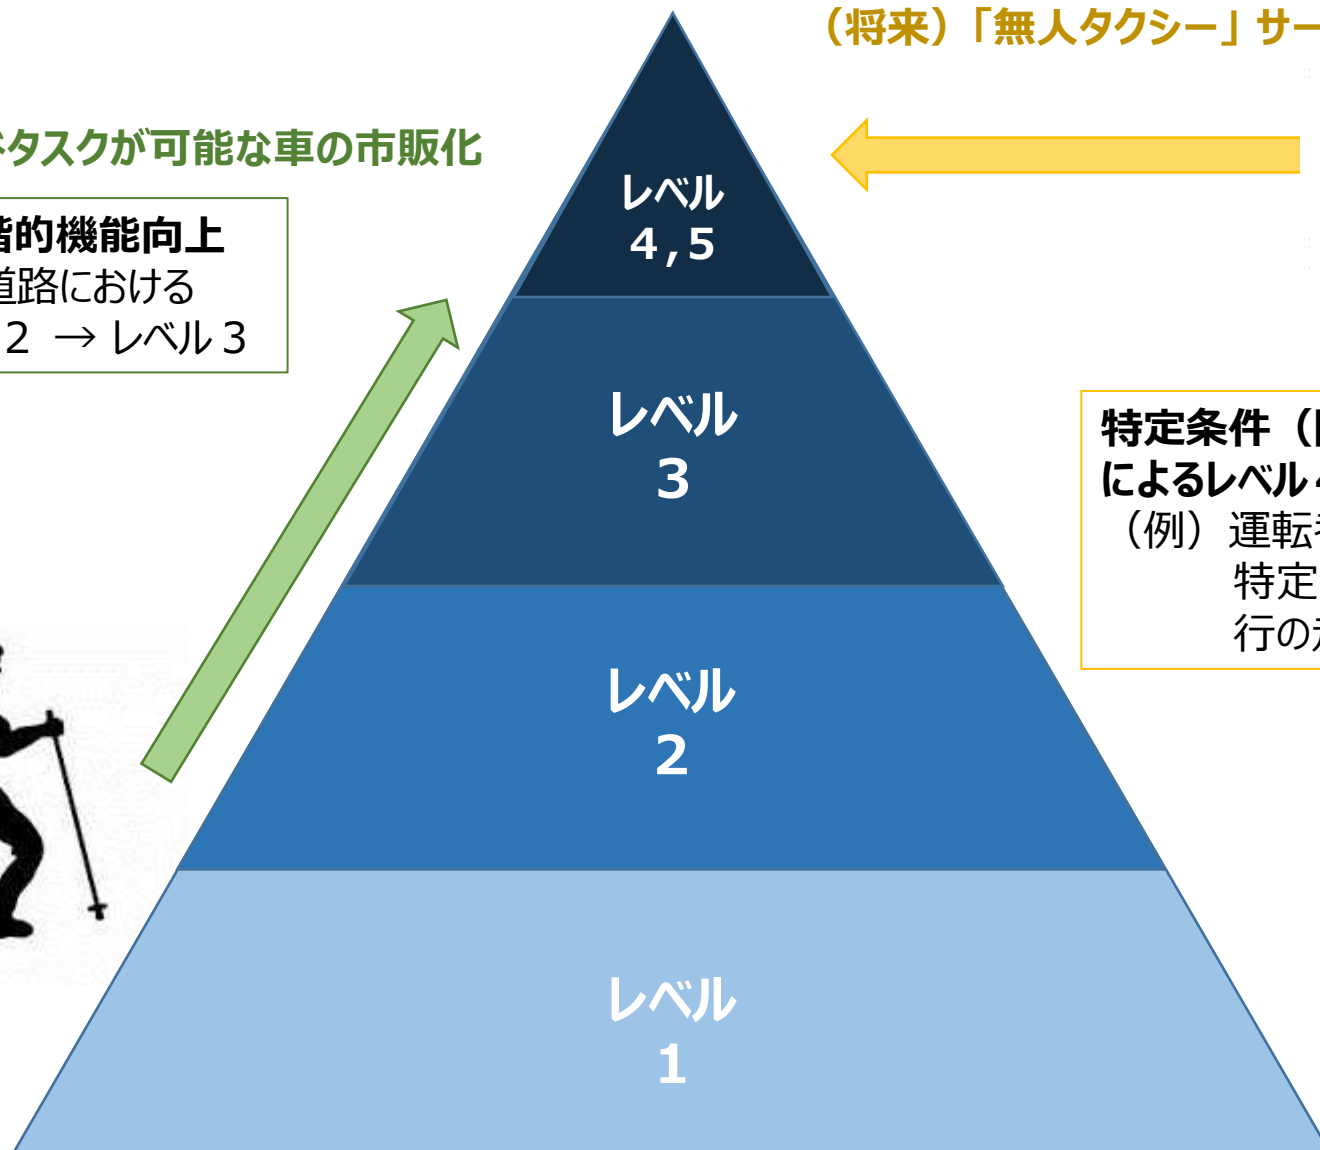 （将来）「無人タクシー」サー
タスクが可能な車の市販化
階的機能向上
道路における
2 → レベル3
レベル
4,5
レベル
3
特定条件（
によるレベル
（例）運転
特定
行の
レベル
2
レベル
1